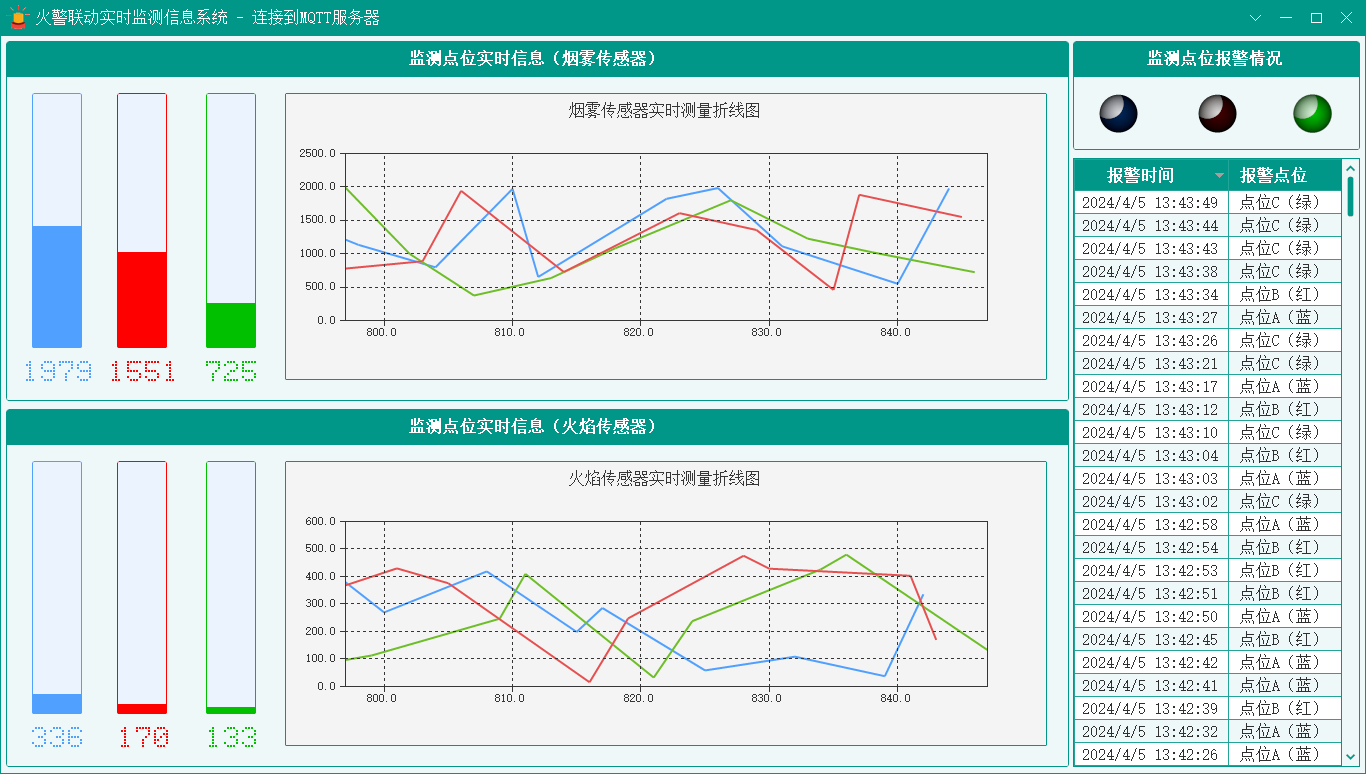 火警联动实时监测信息系统 - 连接到MQTT服务器
监测点位实时信息（烟雾传感器）
1979 1551 725
烟雾传感器实时测量折线图
2500.0
2000.0
1500.0
1000.0
500.0
0.0
800.0 810.0 820.0 830.0 840.0
监测点位实时信息（火焰传感器）
336 170 133
火焰传感器实时测量折线图
600.0
500.0
400.0
300.0
200.0
100.0
0.0
800.0 810.0 820.0 830.0 840.0
监测点位报警情况
报警时间 报警点位
2024/4/5 13:43:49 点位C（绿）
2024/4/5 13:43:44 点位C（绿）
2024/4/5 13:43:43 点位C（绿）
2024/4/5 13:43:38 点位C（绿）
2024/4/5 13:43:34 点位B（红）
2024/4/5 13:43:27 点位A（蓝）
2024/4/5 13:43:26 点位C（绿）
2024/4/5 13:43:21 点位C（绿）
2024/4/5 13:43:17 点位A（蓝）
2024/4/5 13:43:12 点位B（红）
2024/4/5 13:43:10 点位C（绿）
2024/4/5 13:43:04 点位B（红）
2024/4/5 13:43:03 点位A（蓝）
2024/4/5 13:43:02 点位C（绿）
2024/4/5 13:42:58 点位A（蓝）
2024/4/5 13:42:54 点位B（红）
2024/4/5 13:42:53 点位B（红）
2024/4/5 13:42:51 点位B（红）
2024/4/5 13:42:50 点位A（蓝）
2024/4/5 13:42:45 点位B（红）
2024/4/5 13:42:42 点位A（蓝）
2024/4/5 13:42:41 点位A（蓝）
2024/4/5 13:42:39 点位B（红）
2024/4/5 13:42:32 点位A（蓝）
2024/4/5 13:42:26 点位A（蓝）